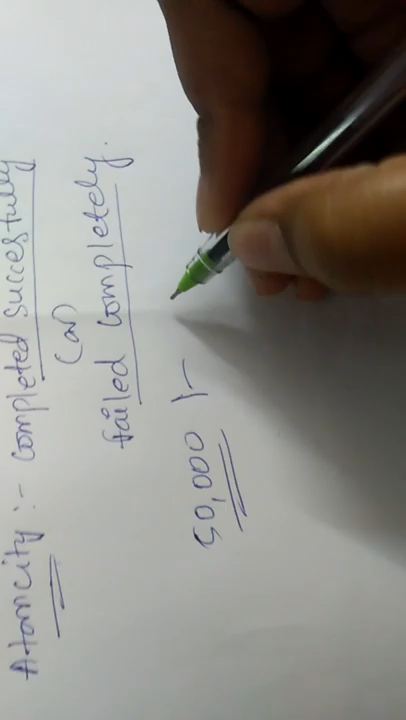 Atomicity :- Completed succesfully
(or)
failed completely.
50,000 /-